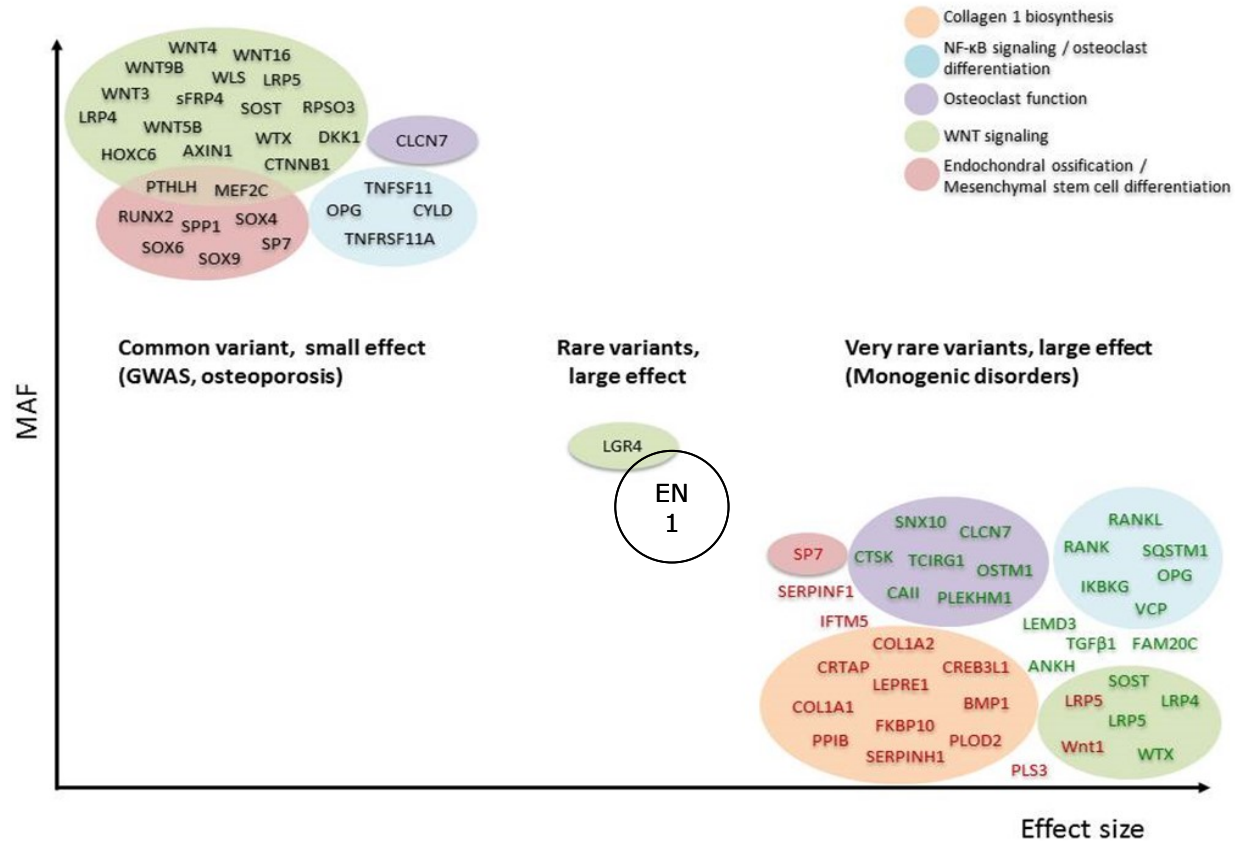 Collagen 1 biosynthesis
NF-κB signaling / osteoclast
differentiation
Osteoclast function
WNT signaling
Endochondral ossification /
Mesenchymal stem cell differentiation
WNT4
WNT16
WNT9B
WLS
LRP5
WNT3
sFRP4
SOST
RPSO3
LRP4
WNT5B
WTX
DKK1
HOXC6
AXIN1
CTNNB1
CLCN7
PTHLH
MEF2C
RUNX2
SPP1
SOX4
SOX6
SOX9
SP7
TNFSF11
OPG
CYLD
TNFRSF11A
Common variant, small effect
(GWAS, osteoporosis)
Rare variants,
large effect
Very rare variants, large effect
(Monogenic disorders)
MAF
LGR4
EN
1
SP7
SERPINF1
IFTM5
SNX10
CLCN7
CTSK
TCIRG1
OSTM1
CAII
PLEKHM1
RANKL
RANK
SQSTM1
OPG
IKBKG
VCP
LEMD3
TGFβ1
FAM20C
ANKH
COL1A2
CRTAP
CREB3L1
LEPRE1
COL1A1
BMP1
FKBP10
PPIB
PLOD2
SERPINH1
PLS3
SOST
LRP5
LRP4
LRP5
Wnt1
WTX
Effect size